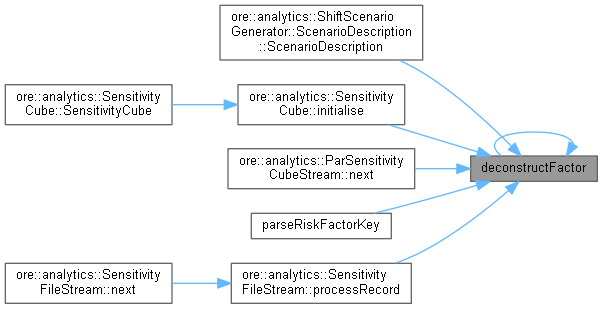 ore::analytics::ShiftScenario
Generator::ScenarioDescription
::ScenarioDescription
ore::analytics::Sensitivity
Cube::SensitivityCube
ore::analytics::Sensitivity
Cube::initialise
ore::analytics::ParSensitivity
CubeStream::next
deconstructFactor
parseRiskFactorKey
ore::analytics::Sensitivity
FileStream::next
ore::analytics::Sensitivity
FileStream::processRecord